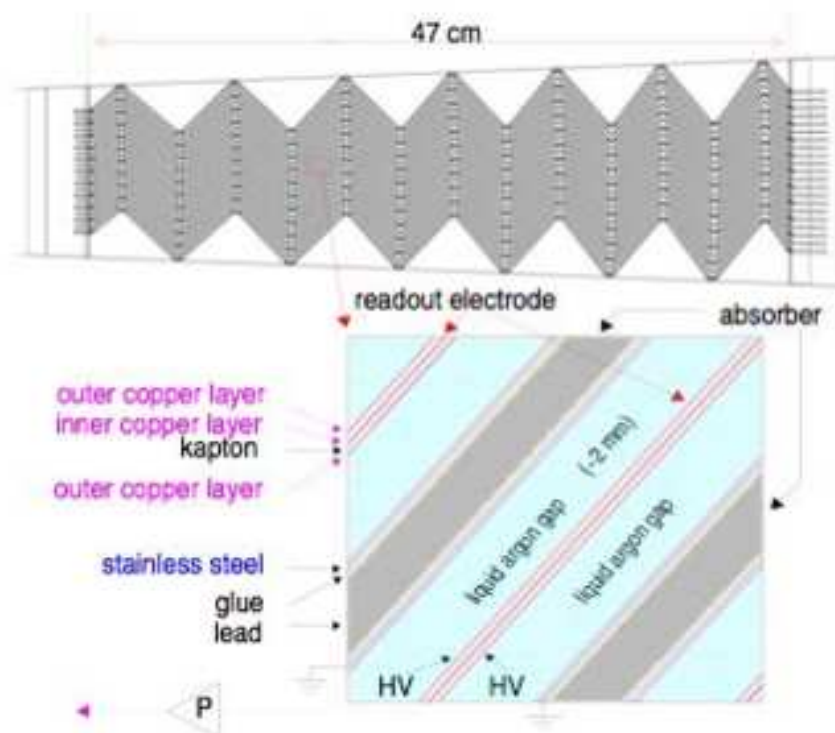 47 cm
readout electrode
absorber
outer copper layer
inner copper layer
kapton
outer copper layer
(~2 mm)
liquid argon gap
liquid argon gap
stainless steel
glue
lead
HV
HV
P